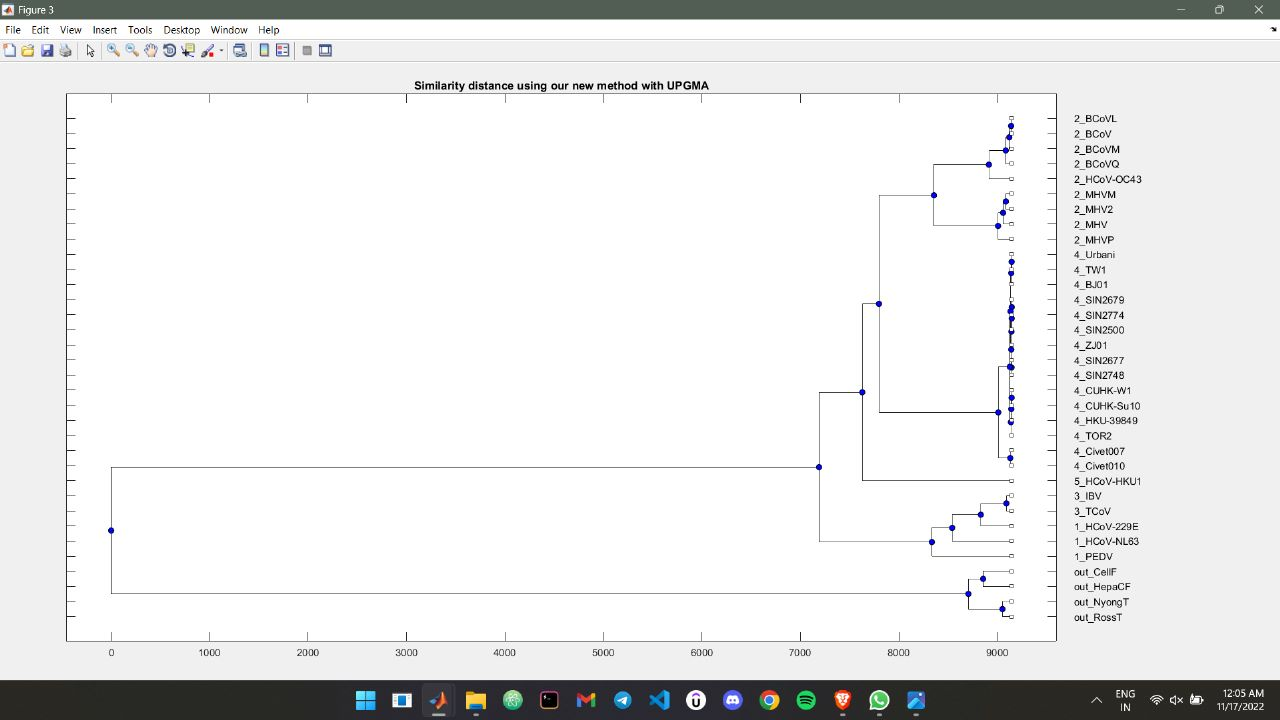 Figure 3
File Edit View Insert Tools Desktop Window Help
Similarity distance using our new method with UPGMA
2_BCoVL
2_BCoV
2_BCoVM
2_BCoVQ
2_HCoV-OC43
2_MHVM
2_MHV2
2_MHV
2_MHVP
4_Urbani
4_TW1
4_BJ01
4_SIN2679
4_SIN2774
4_SIN2500
4_ZJ01
4_SIN2677
4_SIN2748
4_CUHK-W1
4_CUHK-Su10
4_HKU-39849
4_TOR2
4_Civet007
4_Civet010
5_HCoV-HKU1
3_IBV
3_TCoV
1_HCoV-229E
1_HCoV-NL63
1_PEDV
out_CellF
out_HepaCF
out_NyongT
out_RossT
0 1000 2000 3000 4000 5000 6000 7000 8000 9000
ENG 12:05 AM
IN 11/17/2022